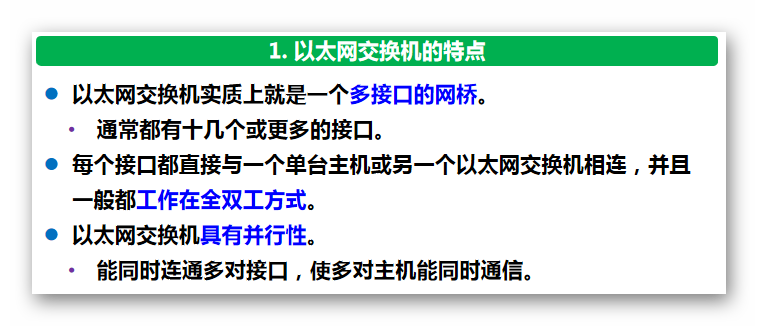 1. 以太网交换机的特点
以太网交换机实质上就是一个多接口的网桥。
通常都有十几个或更多的接口。
每个接口都直接与一个单台主机或另一个以太网交换机相连，并且
一般都工作在全双工方式。
以太网交换机具有并行性。
能同时连通多对接口，使多对主机能同时通信。